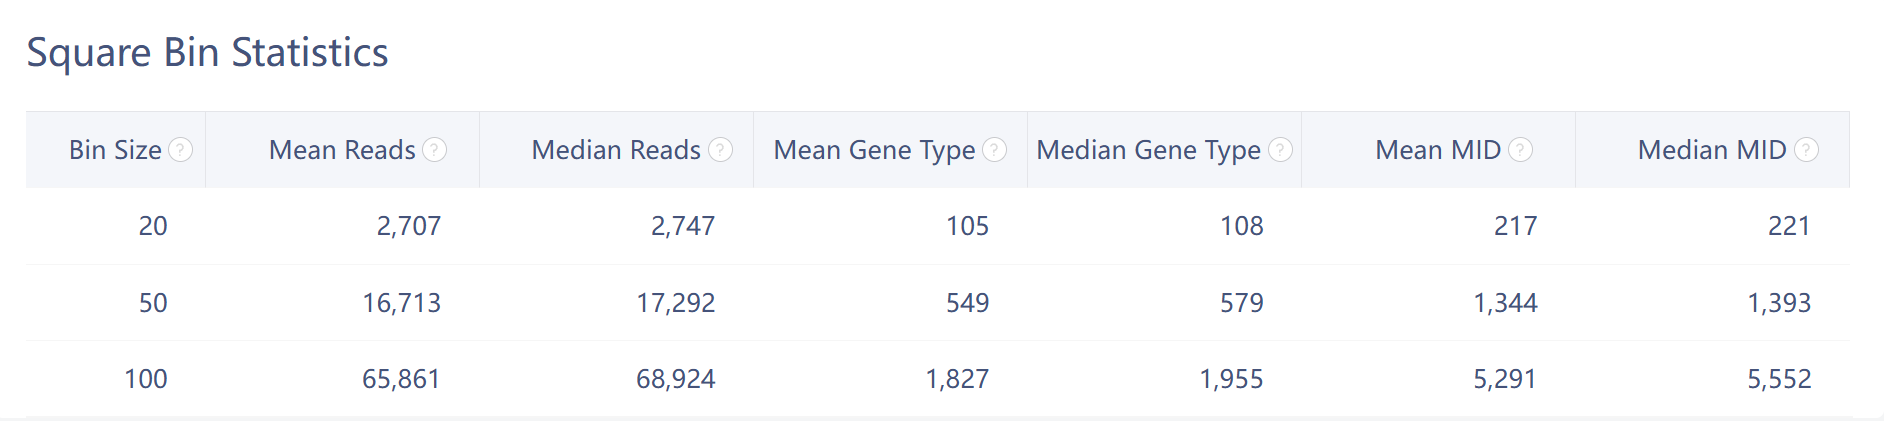 Square Bin Statistics
Bin Size ? Mean Reads ? Median Reads ? Mean Gene Type ? Median Gene Type ? Mean MID ? Median MID ?
20 2,707 2,747 105 108 217 221
50 16,713 17,292 549 579 1,344 1,393
100 65,861 68,924 1,827 1,955 5,291 5,552